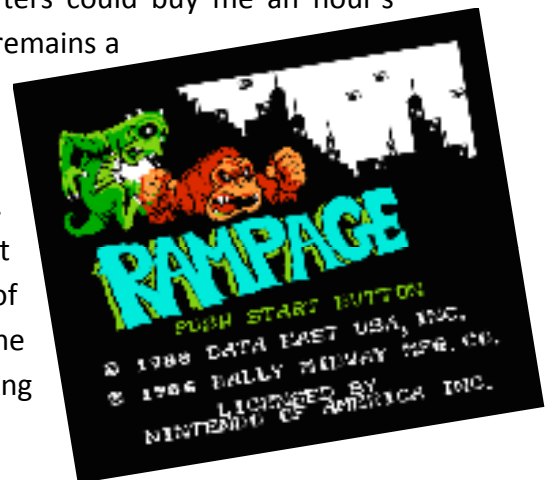 ters could buy me an hour's
remains a
t
of
ne
ng
RAMPAGE
PUSH START BUTTON
© 1988 DATA EAST USA, INC.
© 1986 BALLY MIDWAY MFG. CO.
LICENSED BY
NINTENDO OF AMERICA INC.